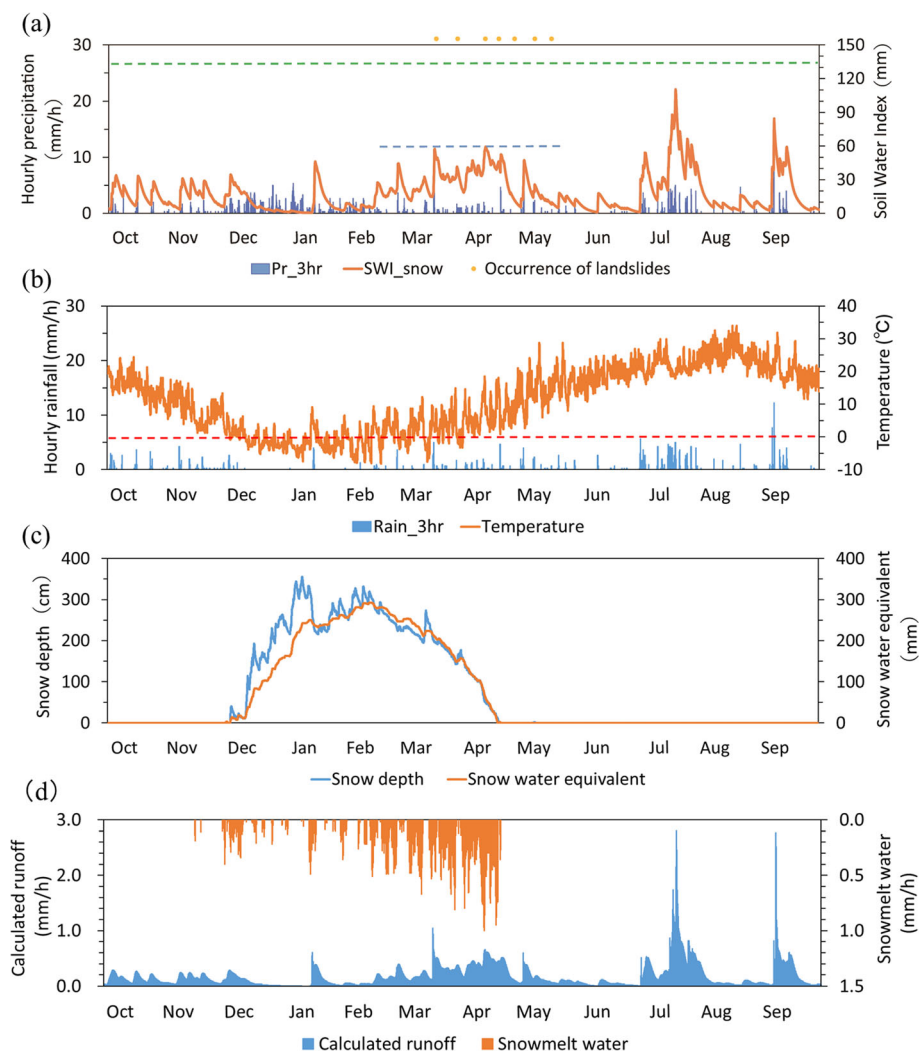 (a)
30
150
20
120
90
10
60
30
0
0
Hourly precipitation
(mm/h)
Soil Water Index (mm)
Oct Nov Dec Jan Feb Mar Apr May Jun Jul Aug Sep
Pr_3hr SWI_snow Occurrence of landslides
(b)
30
40
30
20
20
10
10
0
0
-10
Hourly rainfall (mm/h)
Temperature (℃)
Oct Nov Dec Jan Feb Mar Apr May Jun Jul Aug Sep
Rain_3hr Temperature
(c)
400
400
300
300
200
200
100
100
0
0
Snow depth (cm)
Snow water equivalent
(mm)
Oct Nov Dec Jan Feb Mar Apr May Jun Jul Aug Sep
Snow depth Snow water equivalent
(d)
3.0
0.0
2.0
0.5
1.0
1.0
0.0
1.5
Calculated runoff
(mm/h)
Snowmelt water
(mm/h)
Oct Nov Dec Jan Feb Mar Apr May Jun Jul Aug Sep
Calculated runoff Snowmelt water